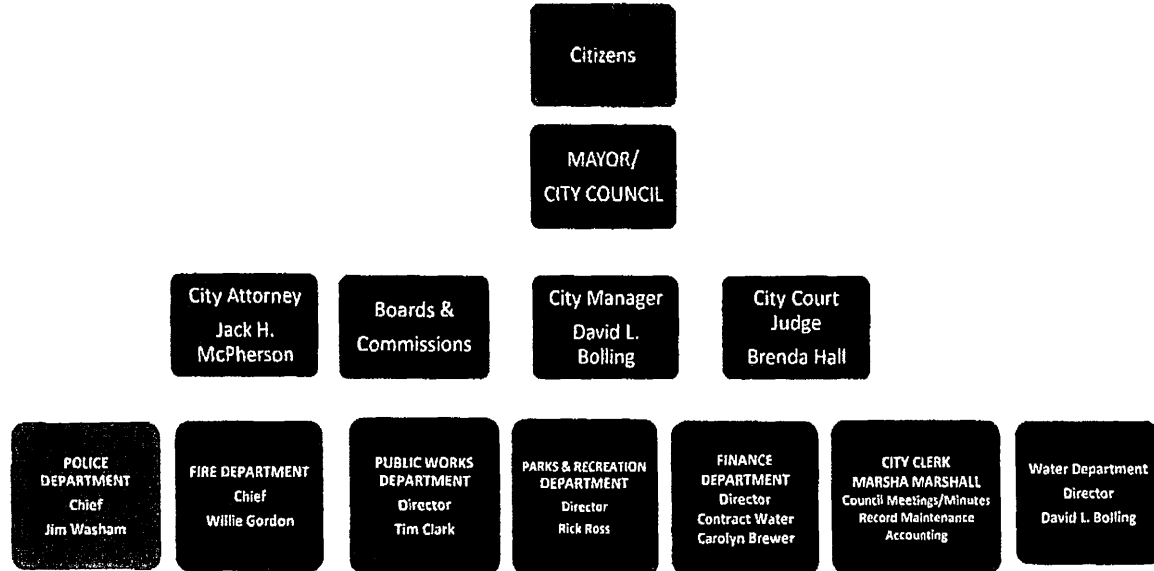 Citizens
MAYOR/
CITY COUNCIL
City Attorney
Jack H.
McPherson
Boards &
Commissions
City Manager
David L.
Bolling
City Court
Judge
Brenda Hall
POLICE
DEPARTMENT
Chief
Jim Washam
FIRE DEPARTMENT
Chief
Willie Gordon
PUBLIC WORKS
DEPARTMENT
Director
Tim Clark
PARKS & RECREATION
DEPARTMENT
Director
Rick Ross
FINANCE
DEPARTMENT
Director
Contract Water
Carolyn Brewer
CITY CLERK
MARSHA MARSHALL
Council Meetings/Minutes
Record Maintenance
Accounting
Water Department
Director
David L. Bolling